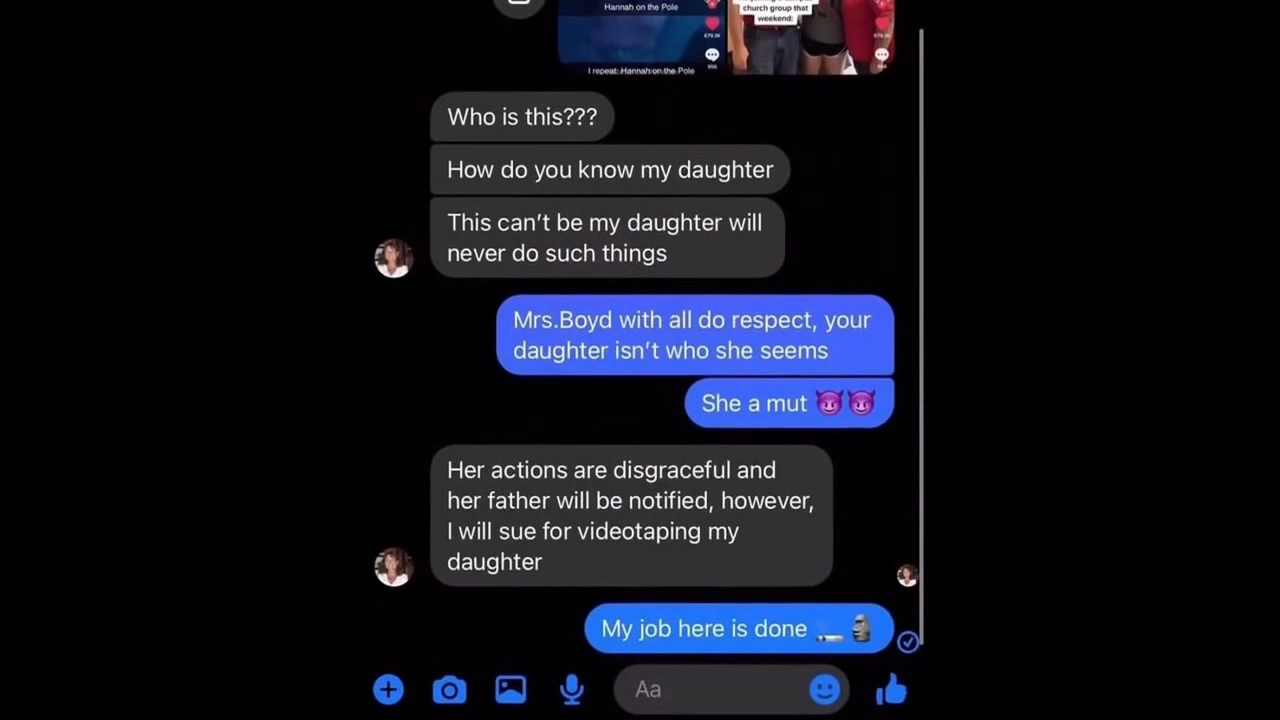 Hannah on the Pole
I repeat: Hannah on the Pole
church group that
weekend:
Who is this???
How do you know my daughter
This can't be my daughter will
never do such things
Mrs.Boyd with all do respect, your
daughter isn't who she seems
She a mut 😈😈
Her actions are disgraceful and
her father will be notified, however,
I will sue for videotaping my
daughter
My job here is done 🚬🗿
Aa